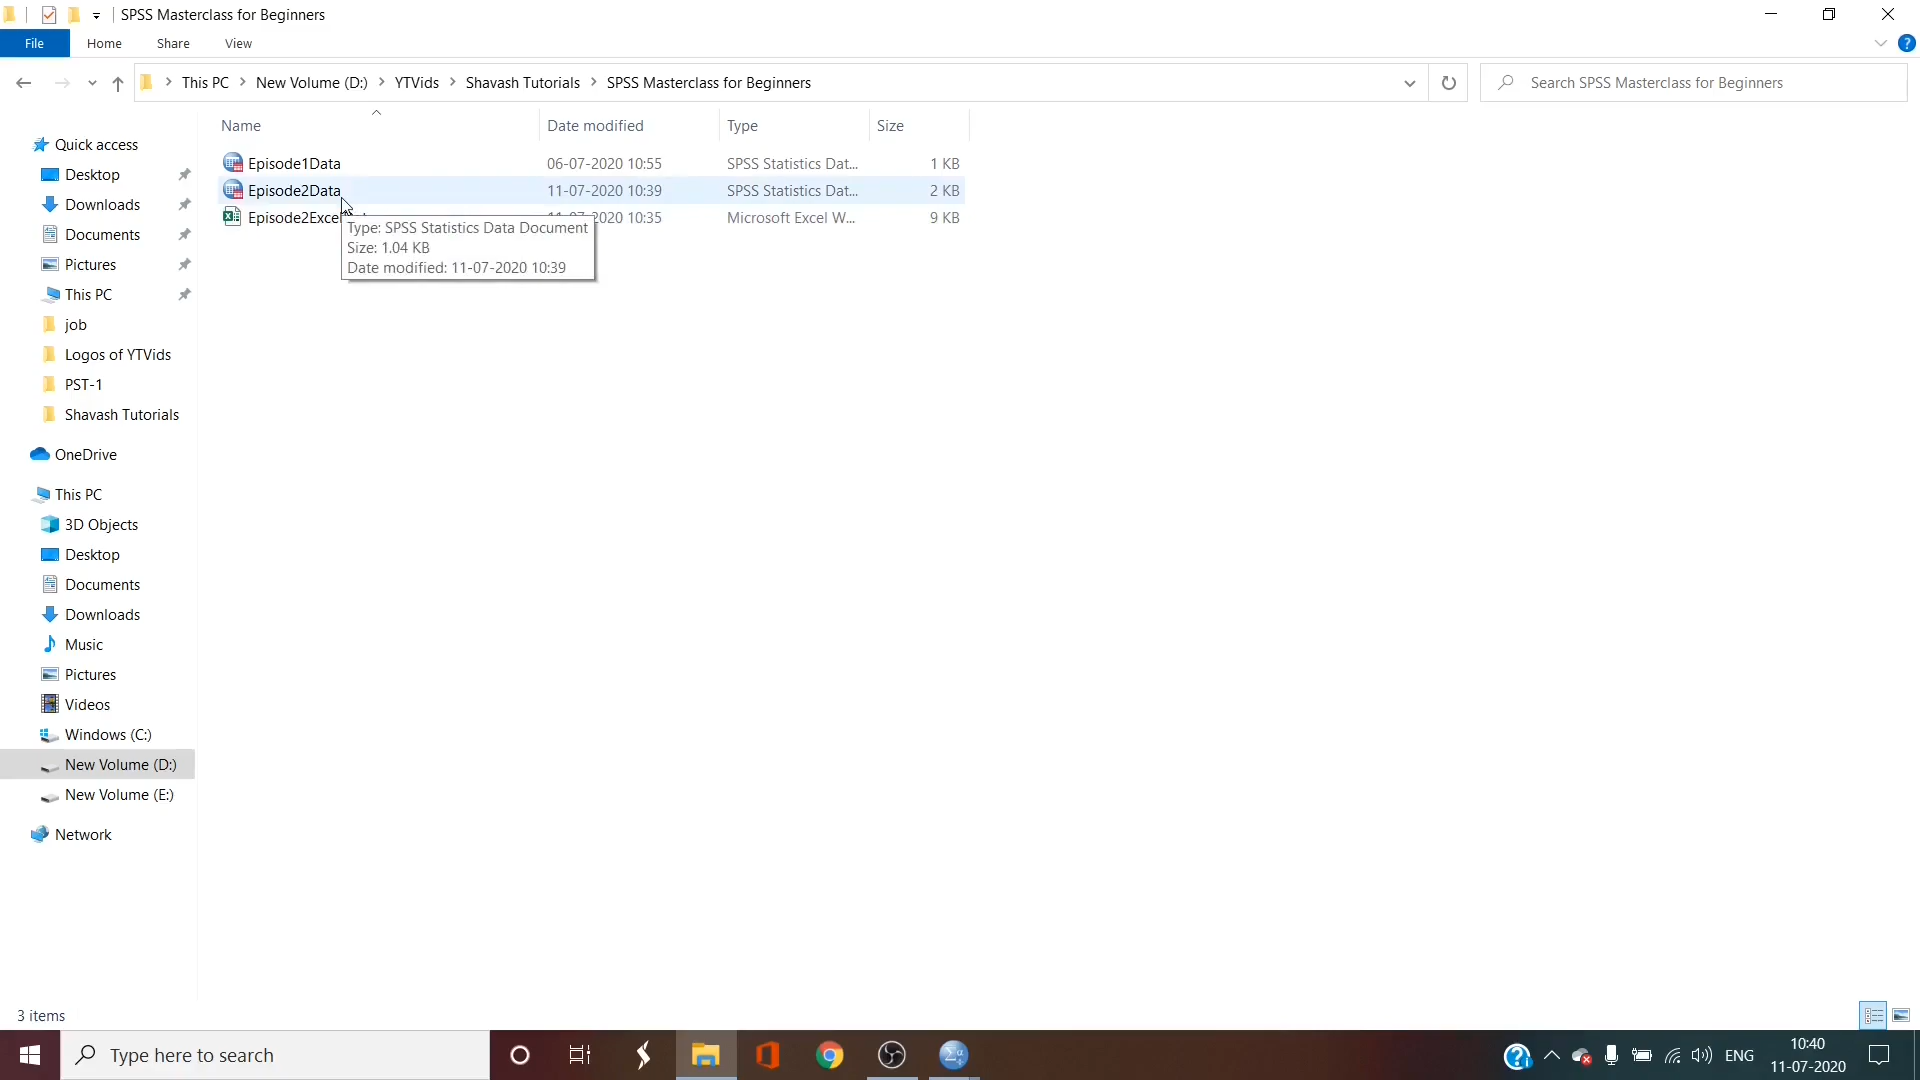 SPSS Masterclass for Beginners
File Home Share View
This PC New Volume (D:) YTVids Shavash Tutorials SPSS Masterclass for Beginners
Search SPSS Masterclass for Beginners
Name Date modified Type Size
Episode1Data 06-07-2020 10:55 SPSS Statistics Dat... 1 KB
Episode2Data 11-07-2020 10:39 SPSS Statistics Dat... 2 KB
Episode2Exce 2020 10:35 Microsoft Excel W... 9 KB
Type: SPSS Statistics Data Document
Size: 1.04 KB
Date modified: 11-07-2020 10:39
Quick access
Desktop
Downloads
Documents
Pictures
This PC
job
Logos of YTVids
PST-1
Shavash Tutorials
OneDrive
This PC
3D Objects
Desktop
Documents
Downloads
Music
Pictures
Videos
Windows (C:)
New Volume (D:)
New Volume (E:)
Network
3 items
Type here to search
ENG
10:40
11-07-2020